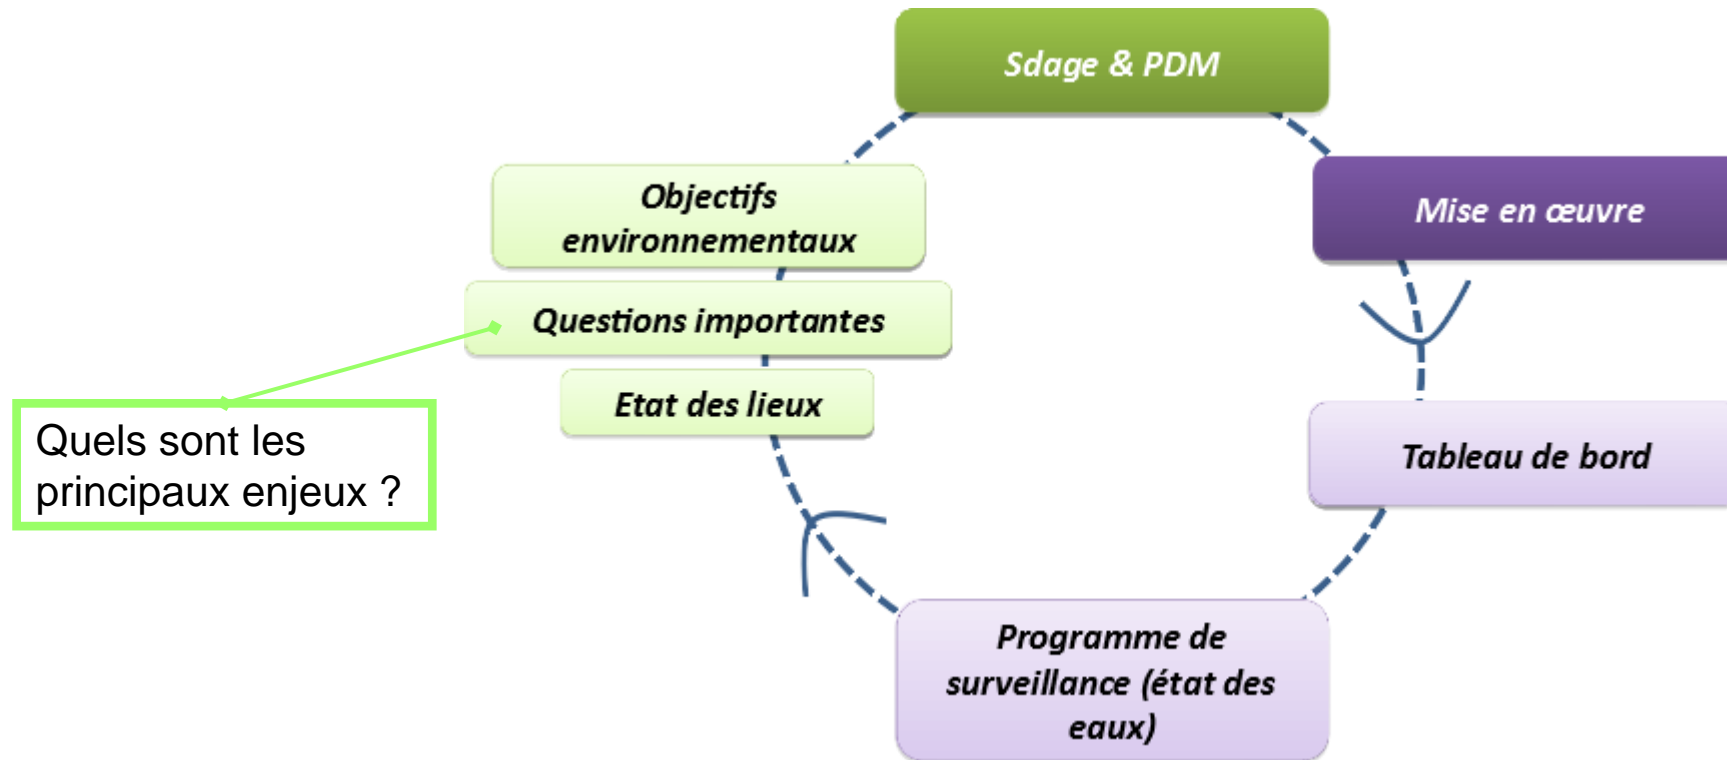 Sdage & PDM
Objectifs
environnementaux
Mise en œuvre
Questions importantes
Etat des lieux
Quels sont les
principaux enjeux ?
Tableau de bord
Programme de
surveillance (état des
eaux)